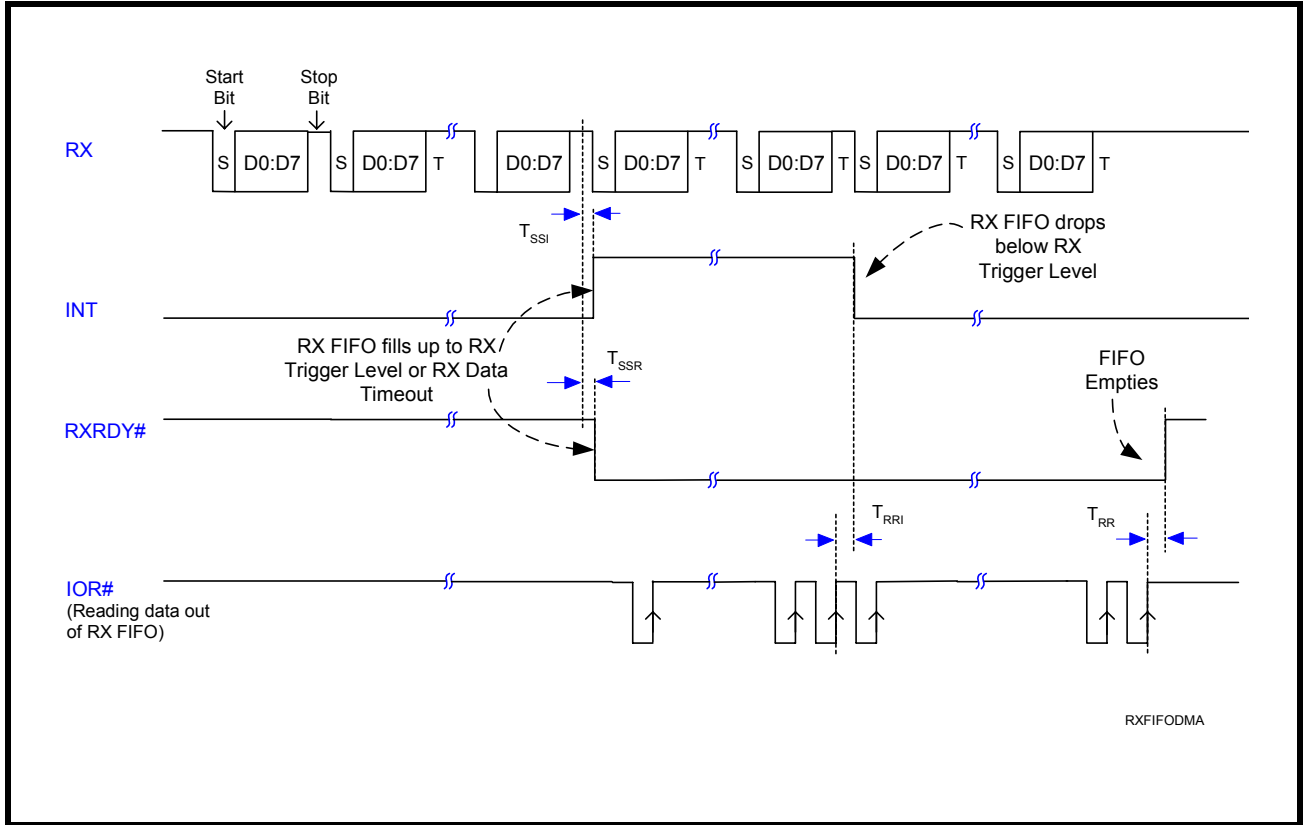 Start
Bit
Stop
Bit
RX
S D0:D7 S D0:D7 T D0:D7 S D0:D7 T S D0:D7 T S D0:D7 T S D0:D7 T
TSSI
RX FIFO drops
below RX
Trigger Level
INT
RX FIFO fills up to RX
Trigger Level or RX Data
Timeout
TSSR
FIFO
Empties
RXRDY#
TRRI
TRR
IOR#
(Reading data out
of RX FIFO)
RXFIFODMA